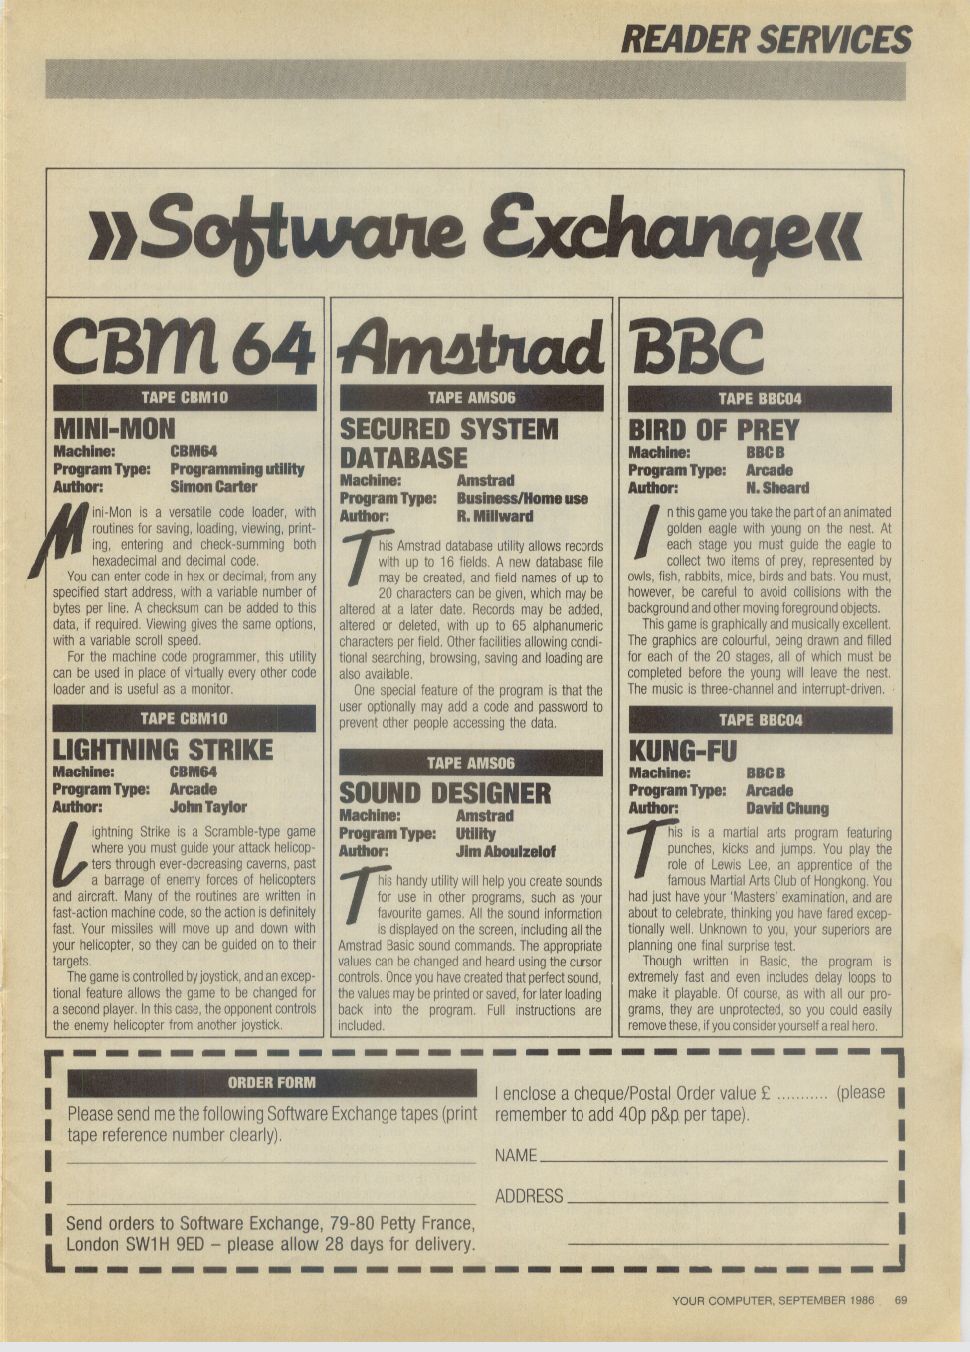 READER SERVICES
»Software Exchange«
CBM 64
TAPE CBM10
MINI-MON
Machine: CBM64
Program Type: Programming utility
Author: Simon Carter
Mini-Mon is a versatile code loader, with
routines for saving, loading, viewing, print-
ing, entering and check-summing both
hexadecimal and decimal code.
You can enter code in hex or decimal, from any
specified start address, with a variable number of
bytes per line. A checksum can be added to this
data, if required. Viewing gives the same options,
with a variable scroll speed.
For the machine code programmer, this utility
can be used in place of virtually every other code
loader and is useful as a monitor.
TAPE CBM10
LIGHTNING STRIKE
Machine: CBM64
Program Type: Arcade
Author: John Taylor
Lightning Strike is a Scramble-type game
where you must guide your attack helicop-
ters through ever-decreasing caverns, past
a barrage of enemy forces of helicopters
and aircraft. Many of the routines are written in
fast-action machine code, so the action is definitely
fast. Your missiles will move up and down with
your helicopter, so they can be guided on to their
targets.
The game is controlled by joystick, and an excep-
tional feature allows the game to be changed for
a second player. In this case, the opponent controls
the enemy helicopter from another joystick.
Amstrad
TAPE AMS06
SECURED SYSTEM
DATABASE
Machine: Amstrad
Program Type: Business/Home use
Author: R. Millward
This Amstrad database utility allows records
with up to 16 fields. A new database file
may be created, and field names of up to
20 characters can be given, which may be
altered at a later date. Records may be added,
altered or deleted, with up to 65 alphanumeric
characters per field. Other facilities allowing condi-
tional searching, browsing, saving and loading are
also available.
One special feature of the program is that the
user optionally may add a code and password to
prevent other people accessing the data.
TAPE AMS06
SOUND DESIGNER
Machine: Amstrad
Program Type: Utility
Author: Jim Aboulzelof
This handy utility will help you create sounds
for use in other programs, such as your
favourite games. All the sound information
is displayed on the screen, including all the
Amstrad Basic sound commands. The appropriate
values can be changed and heard using the cursor
controls. Once you have created that perfect sound,
the values may be printed or saved, for later loading
back into the program. Full instructions are
included.
BBC
TAPE BBC04
BIRD OF PREY
Machine: BBC B
Program Type: Arcade
Author: N. Sheard
In this game you take the part of an animated
golden eagle with young on the nest. At
each stage you must guide the eagle to
collect two items of prey, represented by
owls, fish, rabbits, mice, birds and bats. You must,
however, be careful to avoid collisions with the
background and other moving foreground objects.
This game is graphically and musically excellent.
The graphics are colourful, being drawn and filled
for each of the 20 stages, all of which must be
completed before the young will leave the nest.
The music is three-channel and interrupt-driven.
TAPE BBC04
KUNG-FU
Machine: BBC B
Program Type: Arcade
Author: David Chung
This is a martial arts program featuring
punches, kicks and jumps. You play the
role of Lewis Lee, an apprentice of the
famous Martial Arts Club of Hongkong. You
had just have your 'Masters' examination, and are
about to celebrate, thinking you have fared excep-
tionally well. Unknown to you, your superiors are
planning one final surprise test.
Though written in Basic, the program is
extremely fast and even includes delay loops to
make it playable. Of course, as with all our pro-
grams, they are unprotected, so you could easily
remove these, if you consider yourself a real hero.
ORDER FORM
Please send me the following Software Exchange tapes (print
tape reference number clearly).
Send orders to Software Exchange, 79-80 Petty France,
London SW1H 9ED – please allow 28 days for delivery.
I enclose a cheque/Postal Order value £ ........... (please
remember to add 40p p&p per tape).
NAME
ADDRESS
YOUR COMPUTER, SEPTEMBER 1986 69